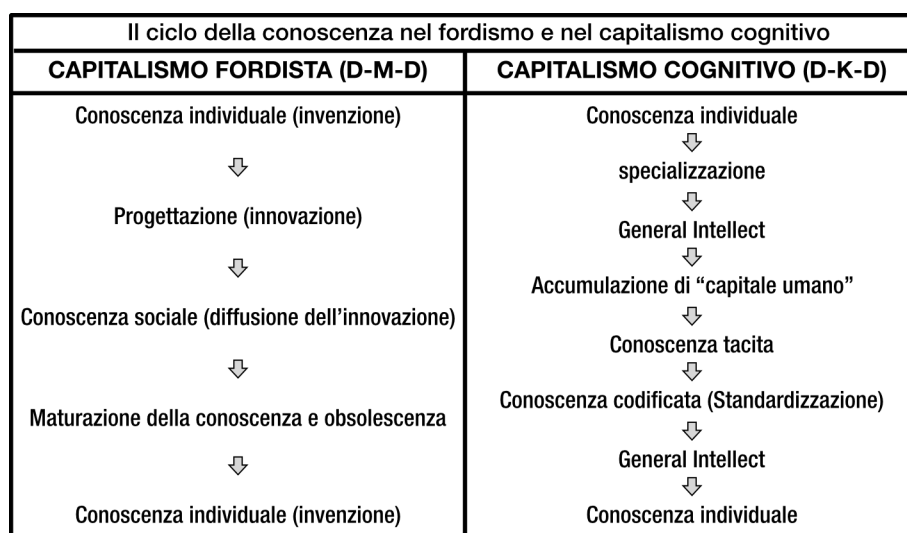 Il ciclo della conoscenza nel fordismo e nel capitalismo cognitivo
CAPITALISMO FORDISTA (D-M-D)
Conoscenza individuale (invenzione)
Progettazione (innovazione)
Conoscenza sociale (diffusione dell'innovazione)
Maturazione della conoscenza e obsolescenza
Conoscenza individuale (invenzione)
CAPITALISMO COGNITIVO (D-K-D)
Conoscenza individuale
specializzazione
General Intellect
Accumulazione di “capitale umano”
Conoscenza tacita
Conoscenza codificata (Standardizzazione)
General Intellect
Conoscenza individuale